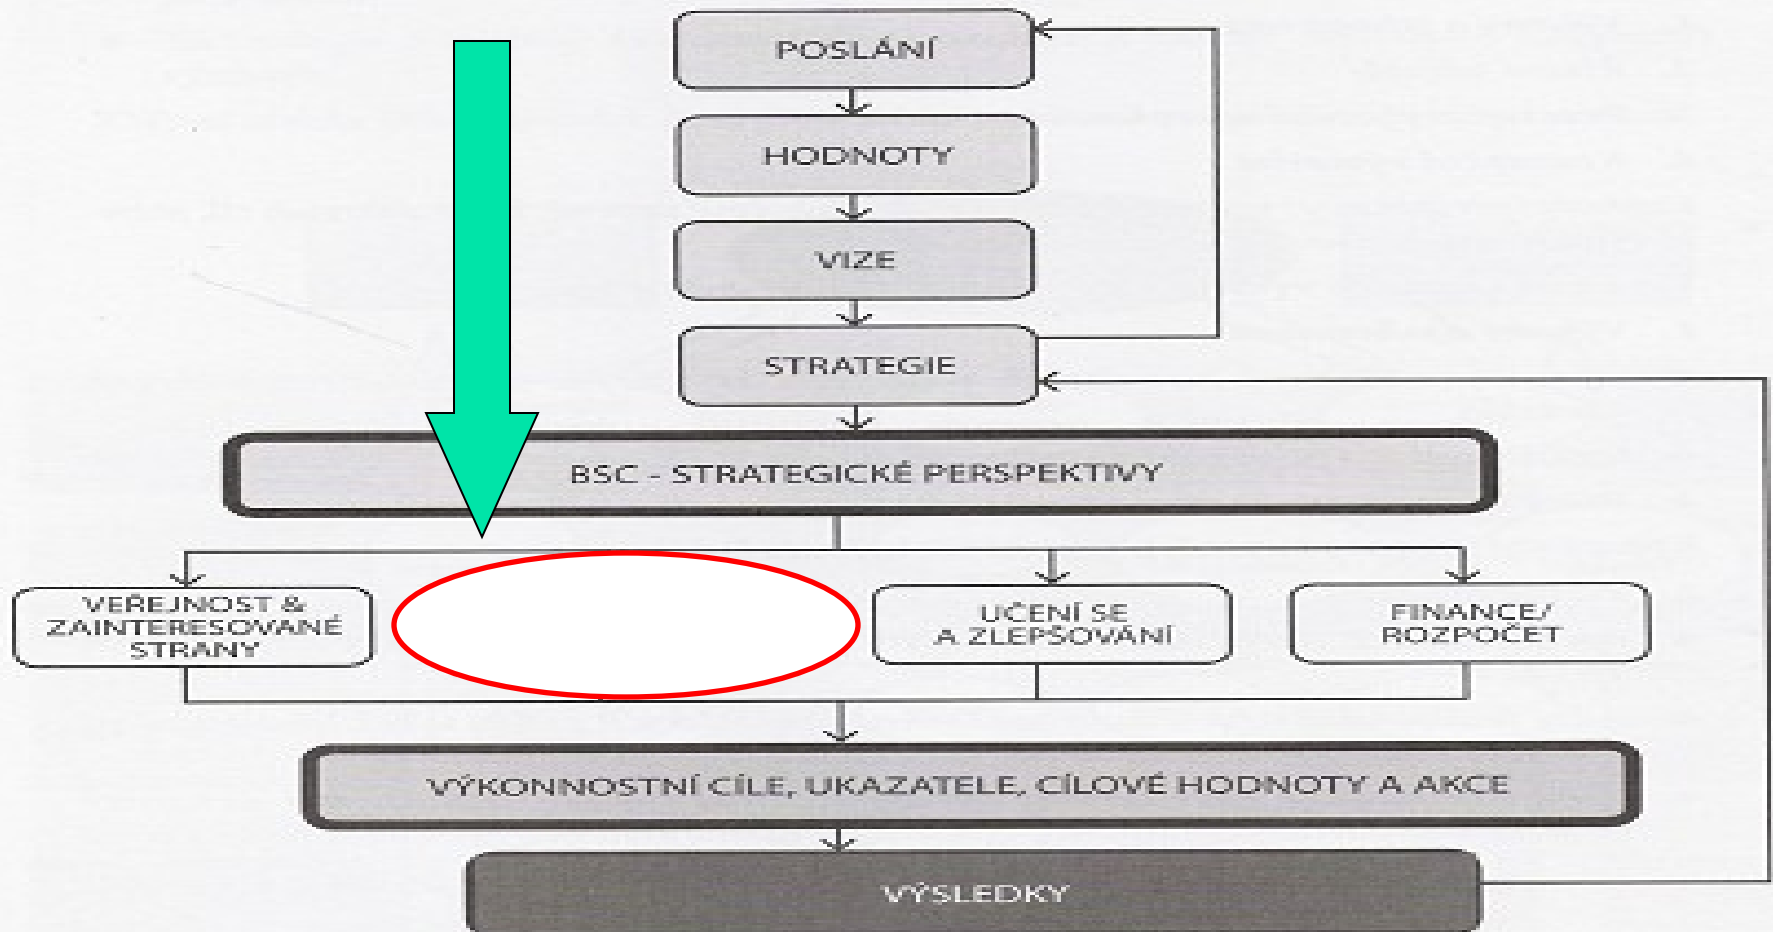 POSLÁNÍ
HODNOTY
VIZE
STRATEGIE
BSC - STRATEGICKÉ PERSPEKTIVY
VEŘEJNOST &
ZAINTERESOVANÉ
STRANY
UČENÍ SE
A ZLEPŠOVÁNÍ
FINANCE/
ROZPOČET
VÝKONNOSTNÍ CÍLE, UKAZATELE, CÍLOVÉ HODNOTY A AKCE
VÝSLEDKY